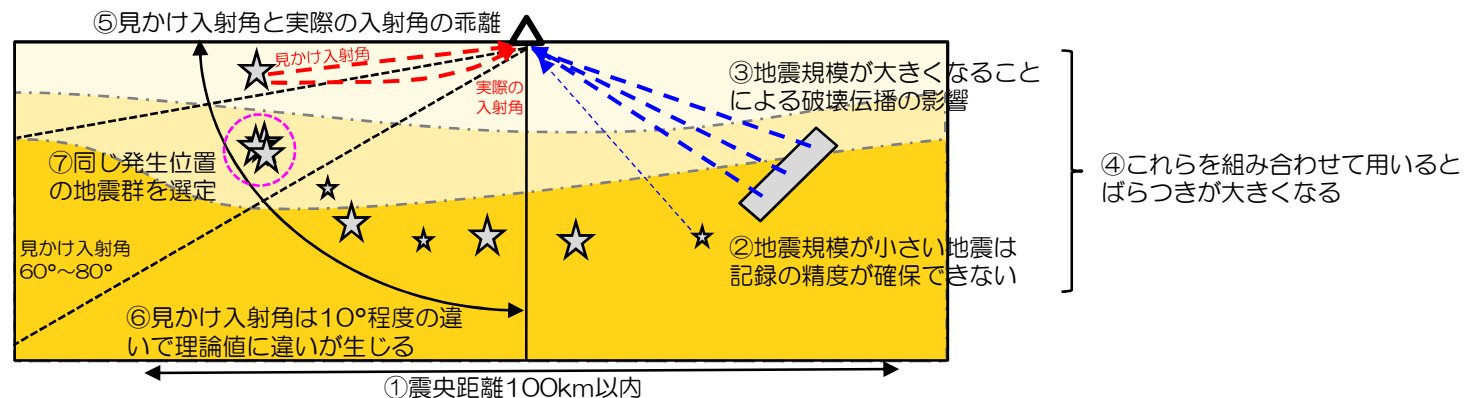 ⑤見かけ入射角と実際の入射角の乖離
見かけ入射角
実際の
入射角
③地震規模が大きくなること
による破壊伝播の影響
⑦同じ発生位置
の地震群を選定
④これらを組み合わせて用いると
ばらつきが大きくなる
見かけ入射角
60°~80°
②地震規模が小さい地震は
記録の精度が確保できない
⑥見かけ入射角は10°程度の違
いで理論値に違いが生じる
①震央距離100km以内